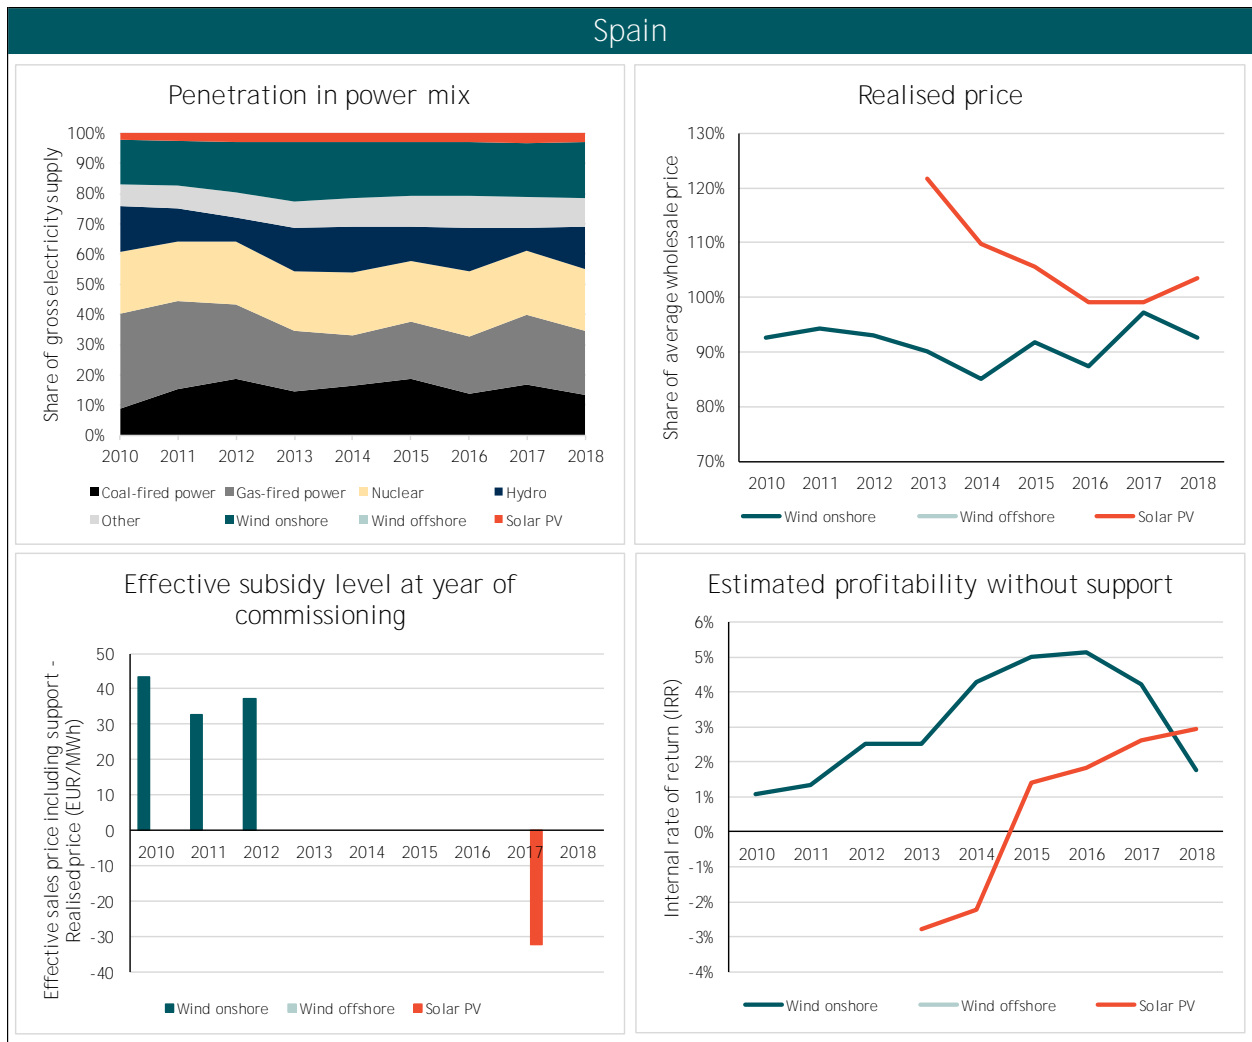 Spain
Penetration in power mix
Share of gross electricity supply
100%
90%
80%
70%
60%
50%
40%
30%
20%
10%
0%
2010 2011 2012 2013 2014 2015 2016 2017 2018
Coal-fired power Gas-fired power Nuclear Hydro
Other Wind onshore Wind offshore Solar PV
Realised price
Share of average wholesale price
130%
120%
110%
100%
90%
80%
70%
2010 2011 2012 2013 2014 2015 2016 2017 2018
Wind onshore Wind offshore Solar PV
Effective subsidy level at year of
commissioning
Effective sales price including support -
Realised price (EUR/MWh)
50
40
30
20
10
0
-10
-20
-30
-40
2010 2011 2012 2013 2014 2015 2016 2017 2018
Wind onshore Wind offshore Solar PV
Estimated profitability without support
Internal rate of return (IRR)
6%
5%
4%
3%
2%
1%
0%
-1%
-2%
-3%
-4%
2010 2011 2012 2013 2014 2015 2016 2017 2018
Wind onshore Wind offshore Solar PV